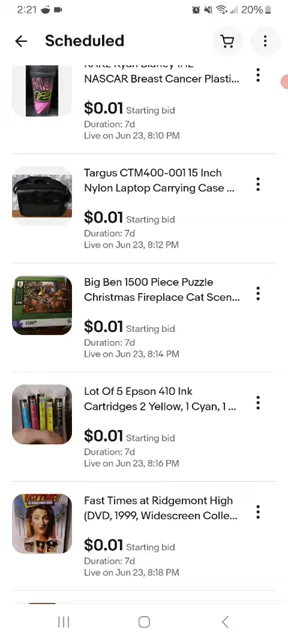 2:21
20%
Scheduled
NASCAR Breast Cancer Plasti...
$0.01 Starting bid
Duration: 7d
Live on Jun 23, 8:10 PM
Targus CTM400-001 15 Inch
Nylon Laptop Carrying Case ...
$0.01 Starting bid
Duration: 7d
Live on Jun 23, 8:12 PM
Big Ben 1500 Piece Puzzle
Christmas Fireplace Cat Scen...
$0.01 Starting bid
Duration: 7d
Live on Jun 23, 8:14 PM
Lot Of 5 Epson 410 Ink
Cartridges 2 Yellow, 1 Cyan, 1 ...
$0.01 Starting bid
Duration: 7d
Live on Jun 23, 8:16 PM
Fast Times at Ridgemont High
(DVD, 1999, Widescreen Colle...
$0.01 Starting bid
Duration: 7d
Live on Jun 23, 8:18 PM